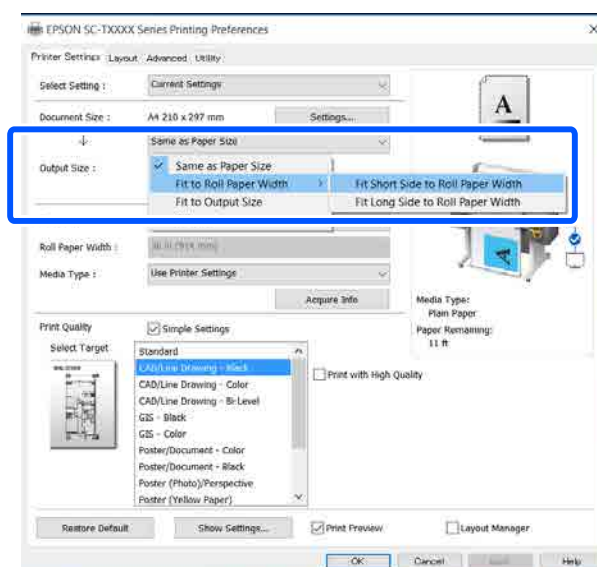 EPSON SC-TXXXX Series Printing Preferences
Printer Settings Layout Advanced Utility
Select Setting : Current Settings
Document Size : A4 210 x 297 mm Settings...
A
Same as Paper Size
Output Size :
Same as Paper Size
Fit to Roll Paper Width Fit Short Side to Roll Paper Width
Fit to Output Size Fit Long Side to Roll Paper Width
Roll Paper Width :
A
Media Type : Use Printer Settings
Acquire Info
Media Type:
Plain Paper
Paper Remaining:
11 ft
Print Quality Simple Settings
Select Target
Standard
CAD/Line Drawing - Black
Print with High Quality
CAD/Line Drawing - Color
CAD/Line Drawing - Bi-Level
GIS - Black
GIS - Color
Poster/Document - Color
Poster/Document - Black
Poster (Photo)/Perspective
Poster (Yellow Paper)
Restore Default Show Settings... Print Preview Layout Manager
OK Cancel Help